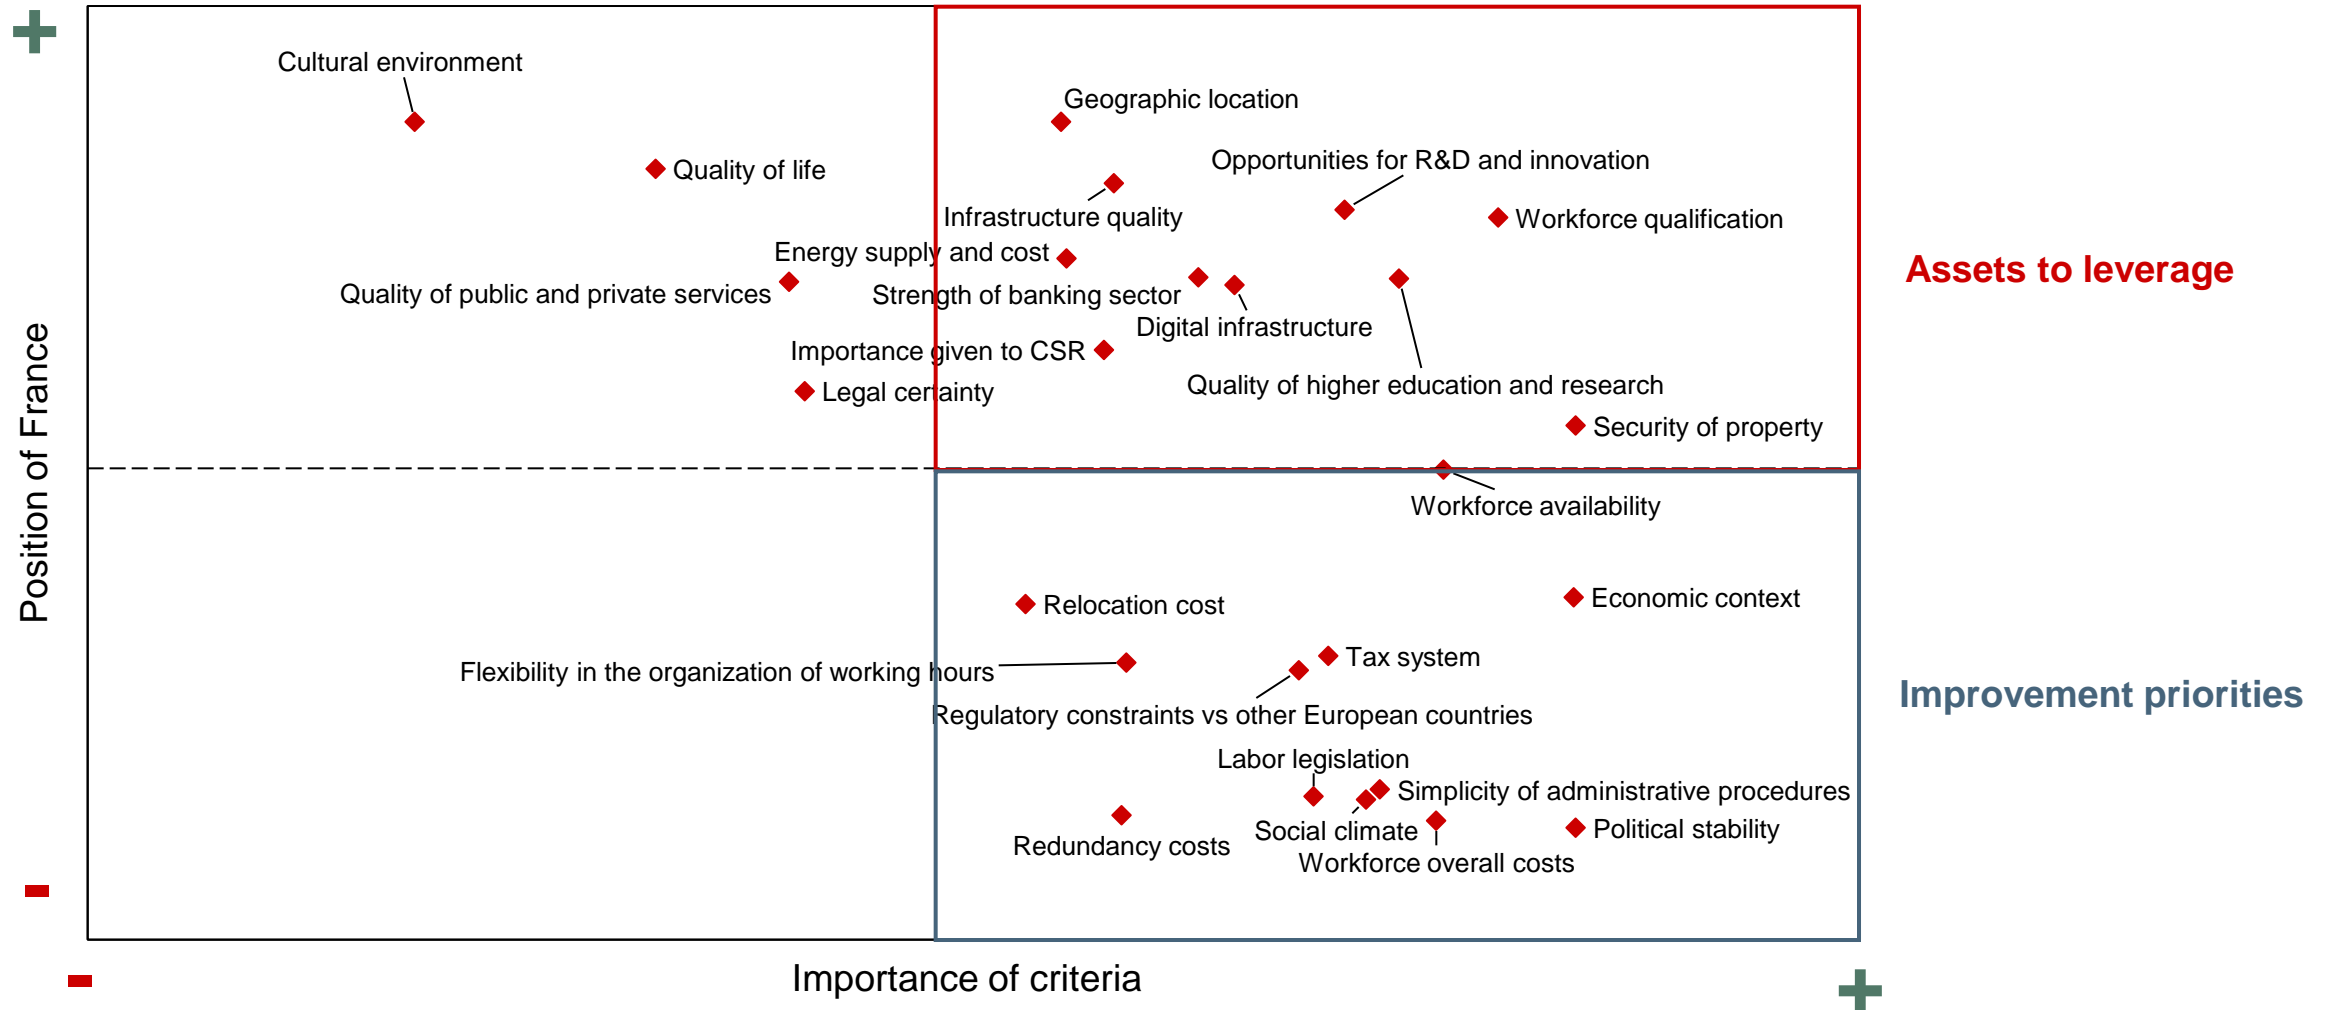 Cultural environment
Geographic location
Opportunities for R&D and innovation
Quality of life
Infrastructure quality
Workforce qualification
Energy supply and cost
Assets to leverage
Quality of public and private services
Strength of banking sector
Digital infrastructure
Importance given to CSR
Legal certainty
Quality of higher education and research
Security of property
Position of France
Workforce availability
Relocation cost
Economic context
Flexibility in the organization of working hours
Tax system
Improvement priorities
Regulatory constraints vs other European countries
Labor legislation
Simplicity of administrative procedures
Social climate
Political stability
Redundancy costs
Workforce overall costs
Importance of criteria